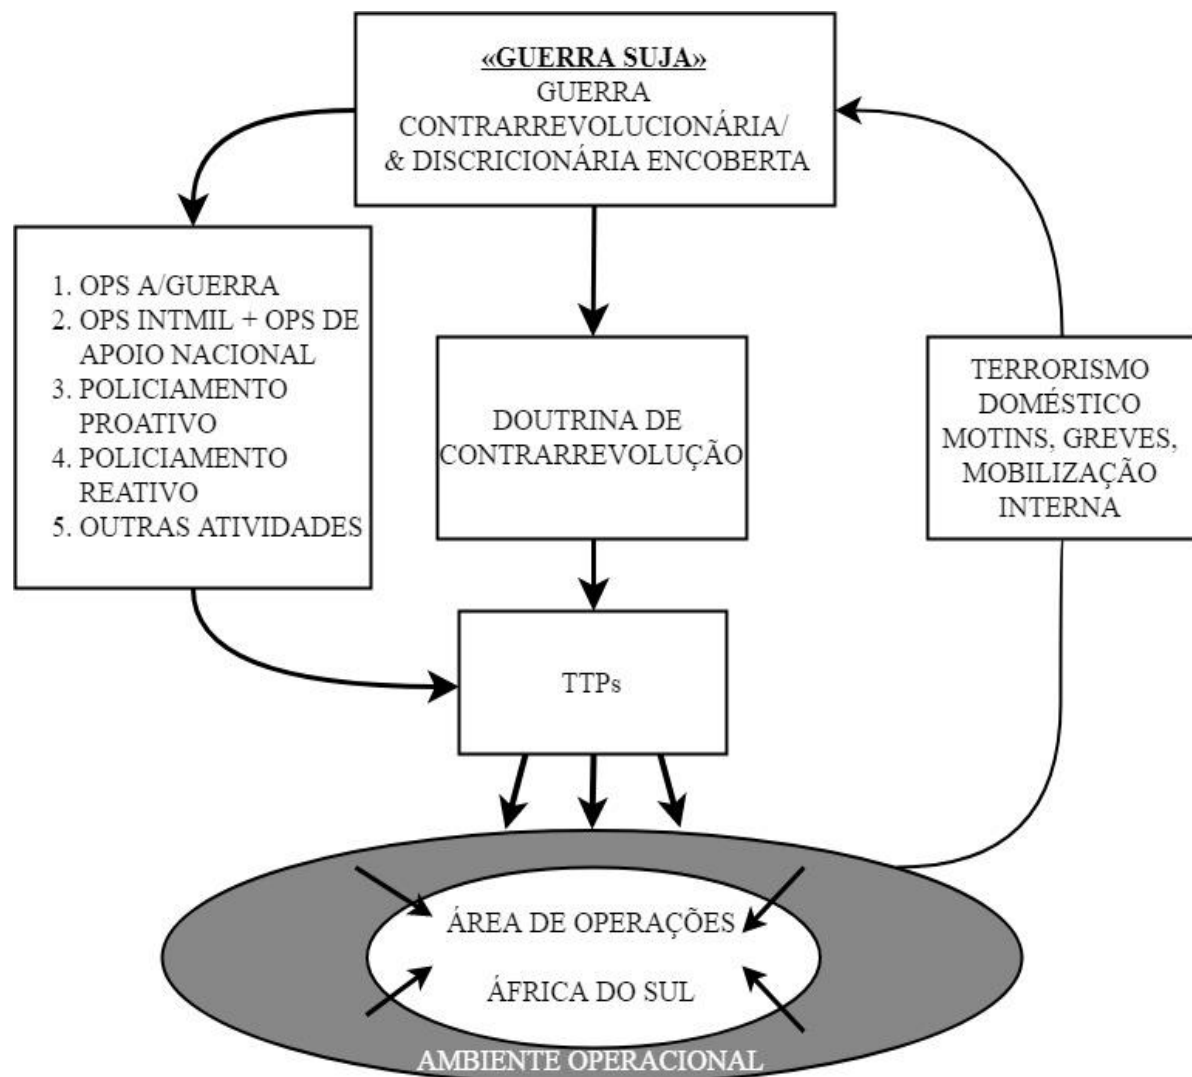 «GUERRA SUJA»
GUERRA
CONTRARREVOLUCIONÁRIA/
& DISCRICIONÁRIA ENCOBERTA
1. OPS A/GUERRA
2. OPS INTMIL + OPS DE
APOIO NACIONAL
3. POLICIAMENTO
PROATIVO
4. POLICIAMENTO
REATIVO
5. OUTRAS ATIVIDADES
DOUTRINA DE
CONTRARREVOLUÇÃO
TERRORISMO
DOMÉSTICO
MOTINS, GREVES,
MOBILIZAÇÃO
INTERNA
TTPs
ÁREA DE OPERAÇÕES
ÁFRICA DO SUL
AMBIENTE OPERACIONAL